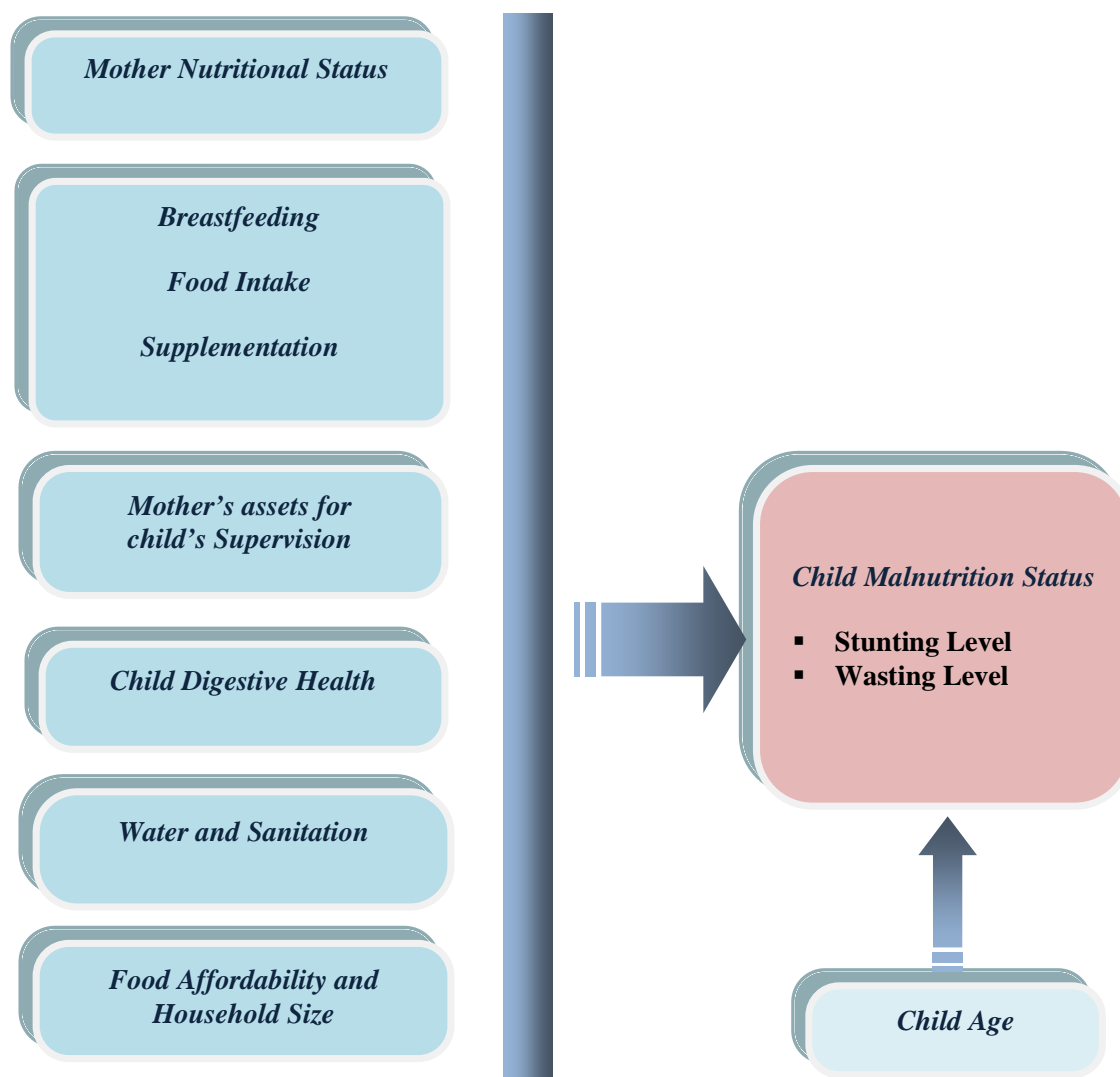 Mother Nutritional Status
Breastfeeding
Food Intake
Supplementation
Mother’s assets for
child’s Supervision
Child Digestive Health
Water and Sanitation
Food Affordability and
Household Size
Child Malnutrition Status
▪ Stunting Level
▪ Wasting Level
Child Age